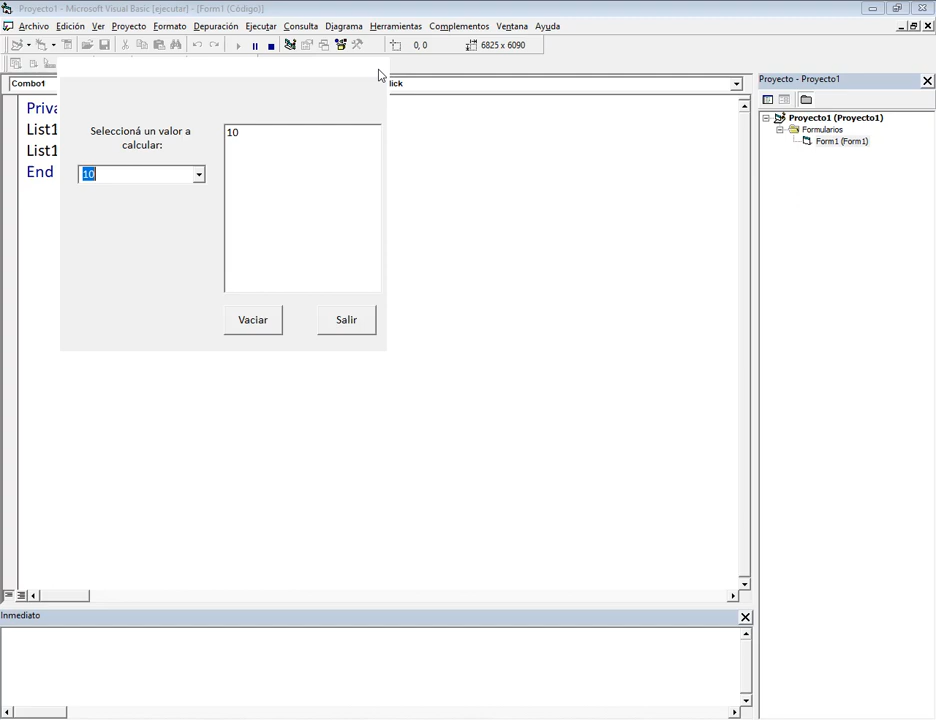 Proyecto1 - Microsoft Visual Basic [ejecutar] - [Form1 (Código)]
Archivo Edición Ver Proyecto Formato Depuración Ejecutar Consulta Diagrama Herramientas Complementos Ventana Ayuda
0, 0 6825 x 6090
Combo1 lick
Priva
List1
List1
End
Seleccioná un valor a
calcular:
10
10
Vaciar Salir
Proyecto - Proyecto1
Proyecto1 (Proyecto1)
Formularios
Form1 (Form1)
Inmediato